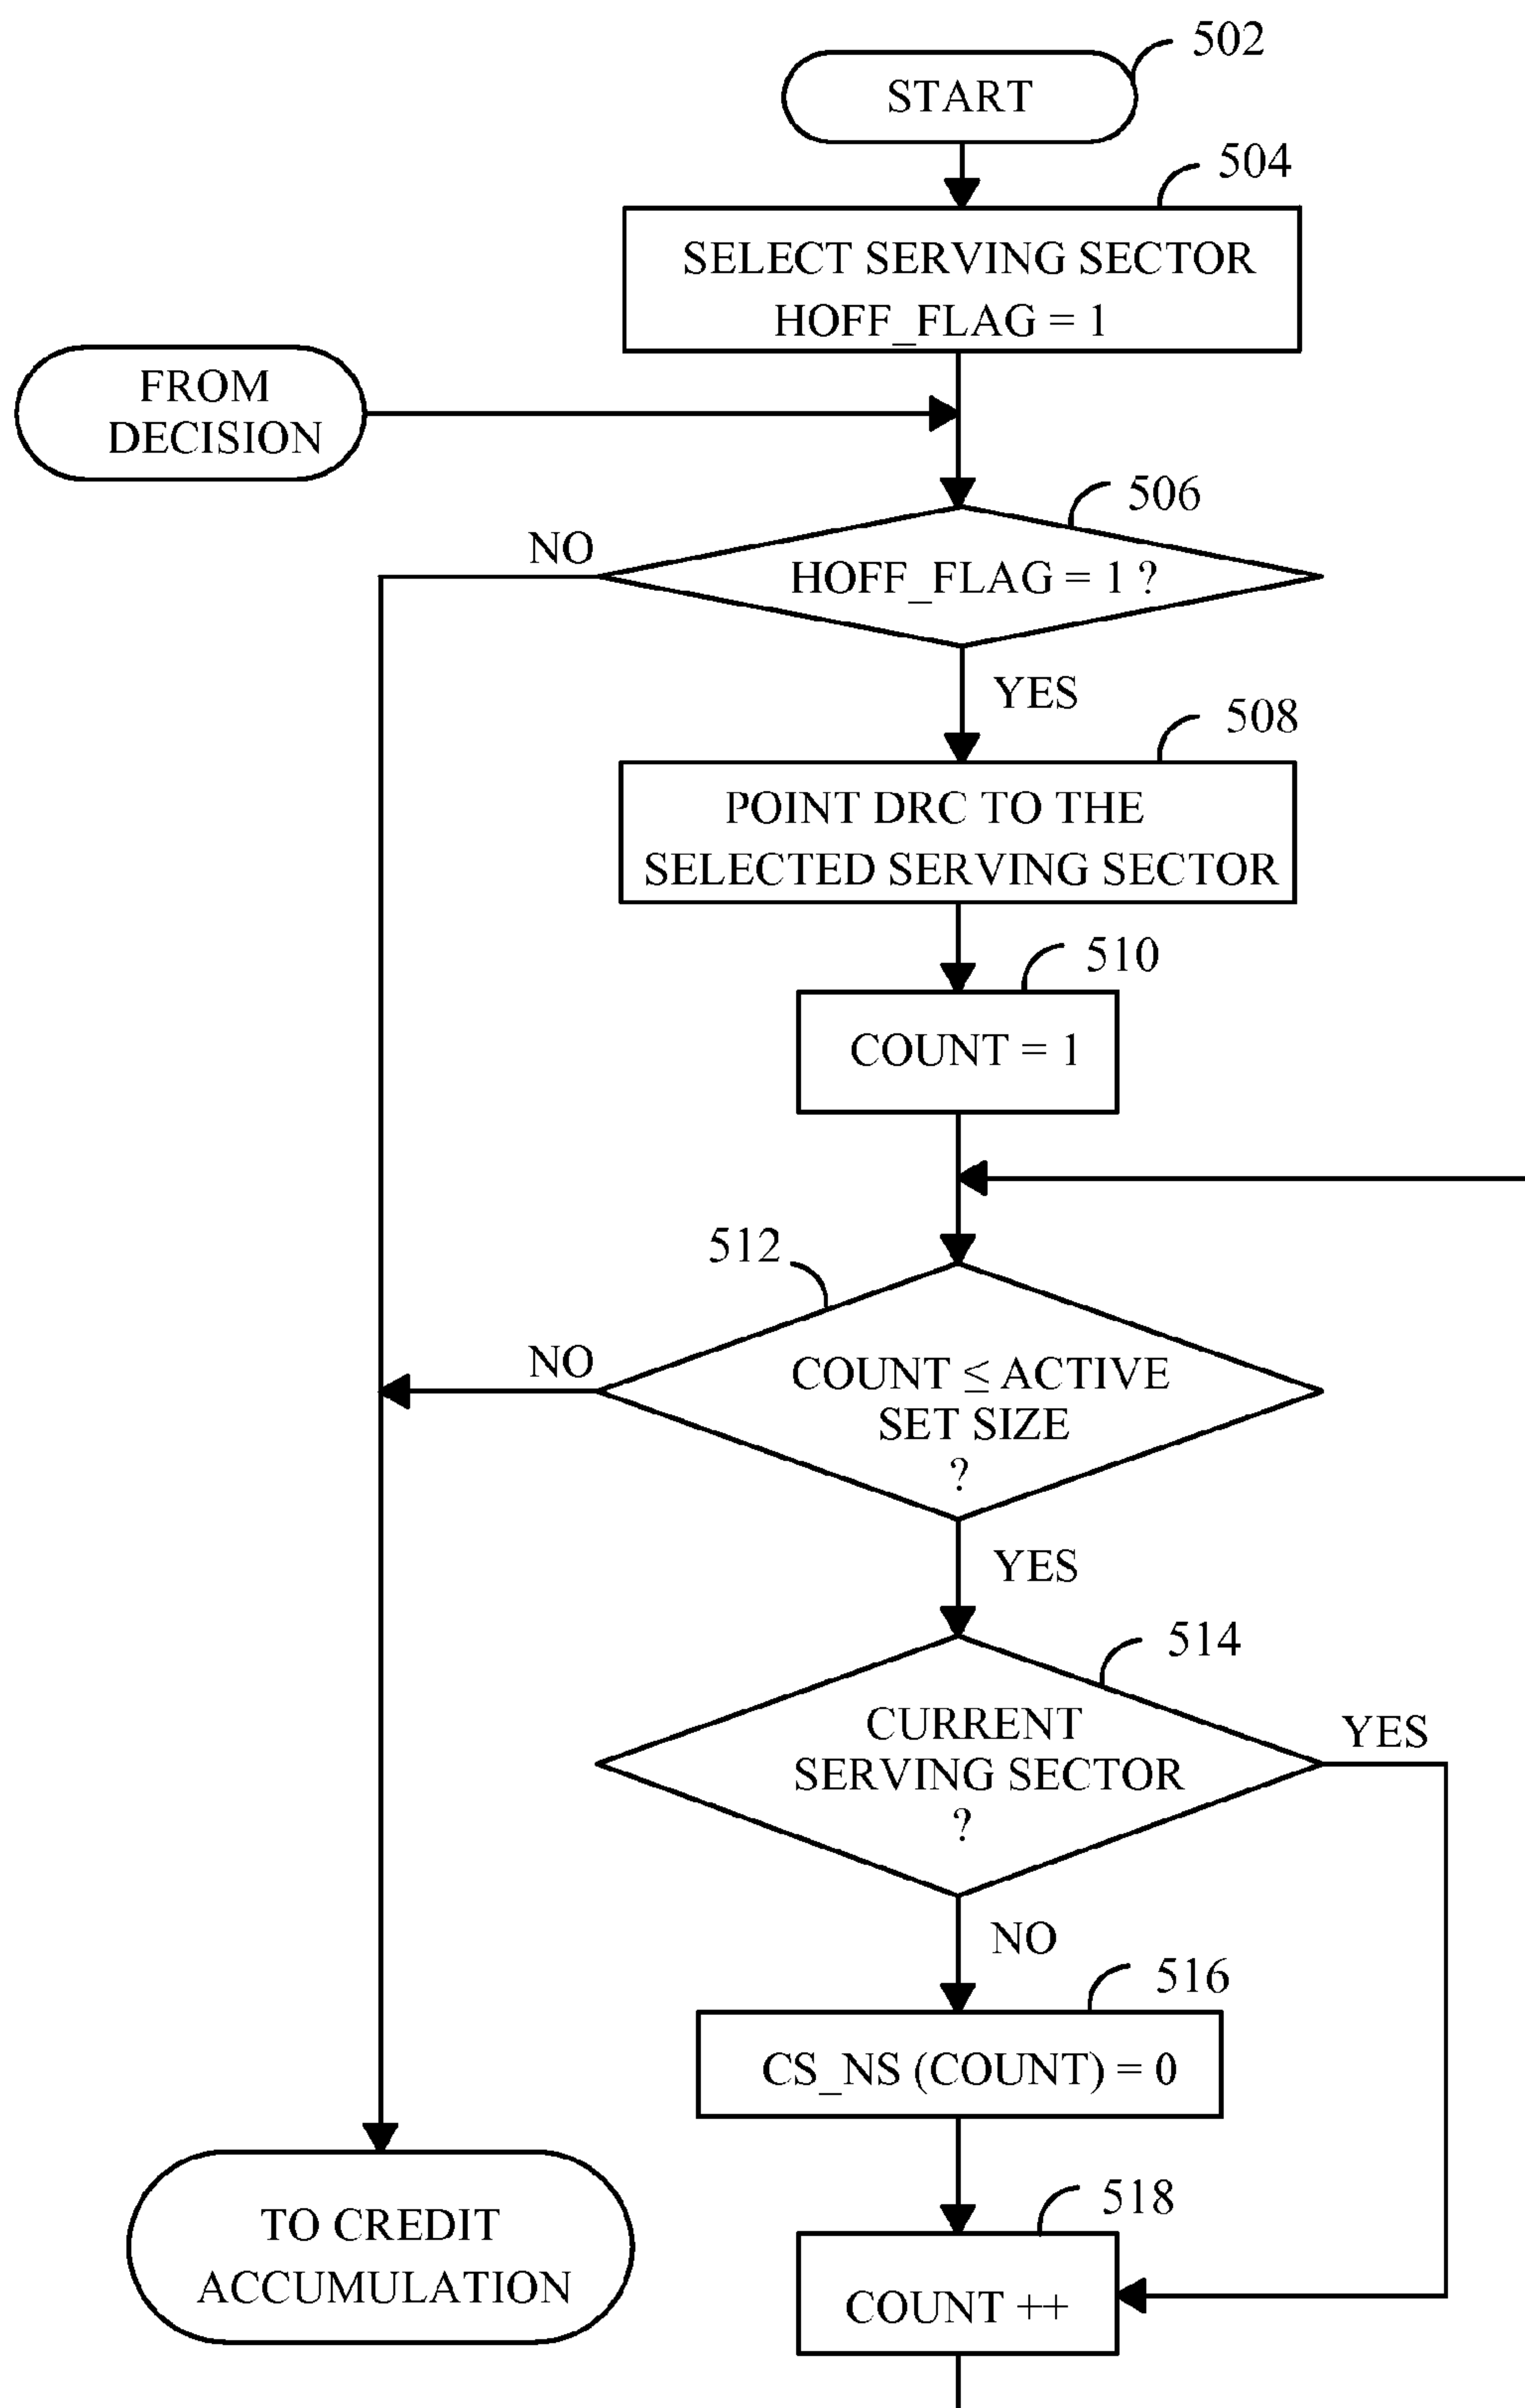 502
START
504
SELECT SERVING SECTOR
HOFF_FLAG = 1
FROM
DECISION
506
NO
HOFF_FLAG = 1 ?
YES
508
POINT DRC TO THE
SELECTED SERVING SECTOR
510
COUNT = 1
512
NO
COUNT ≤ ACTIVE
SET SIZE
?
YES
514
CURRENT
SERVING SECTOR
?
YES
NO
516
CS_NS (COUNT) = 0
518
TO CREDIT
ACCUMULATION
COUNT ++